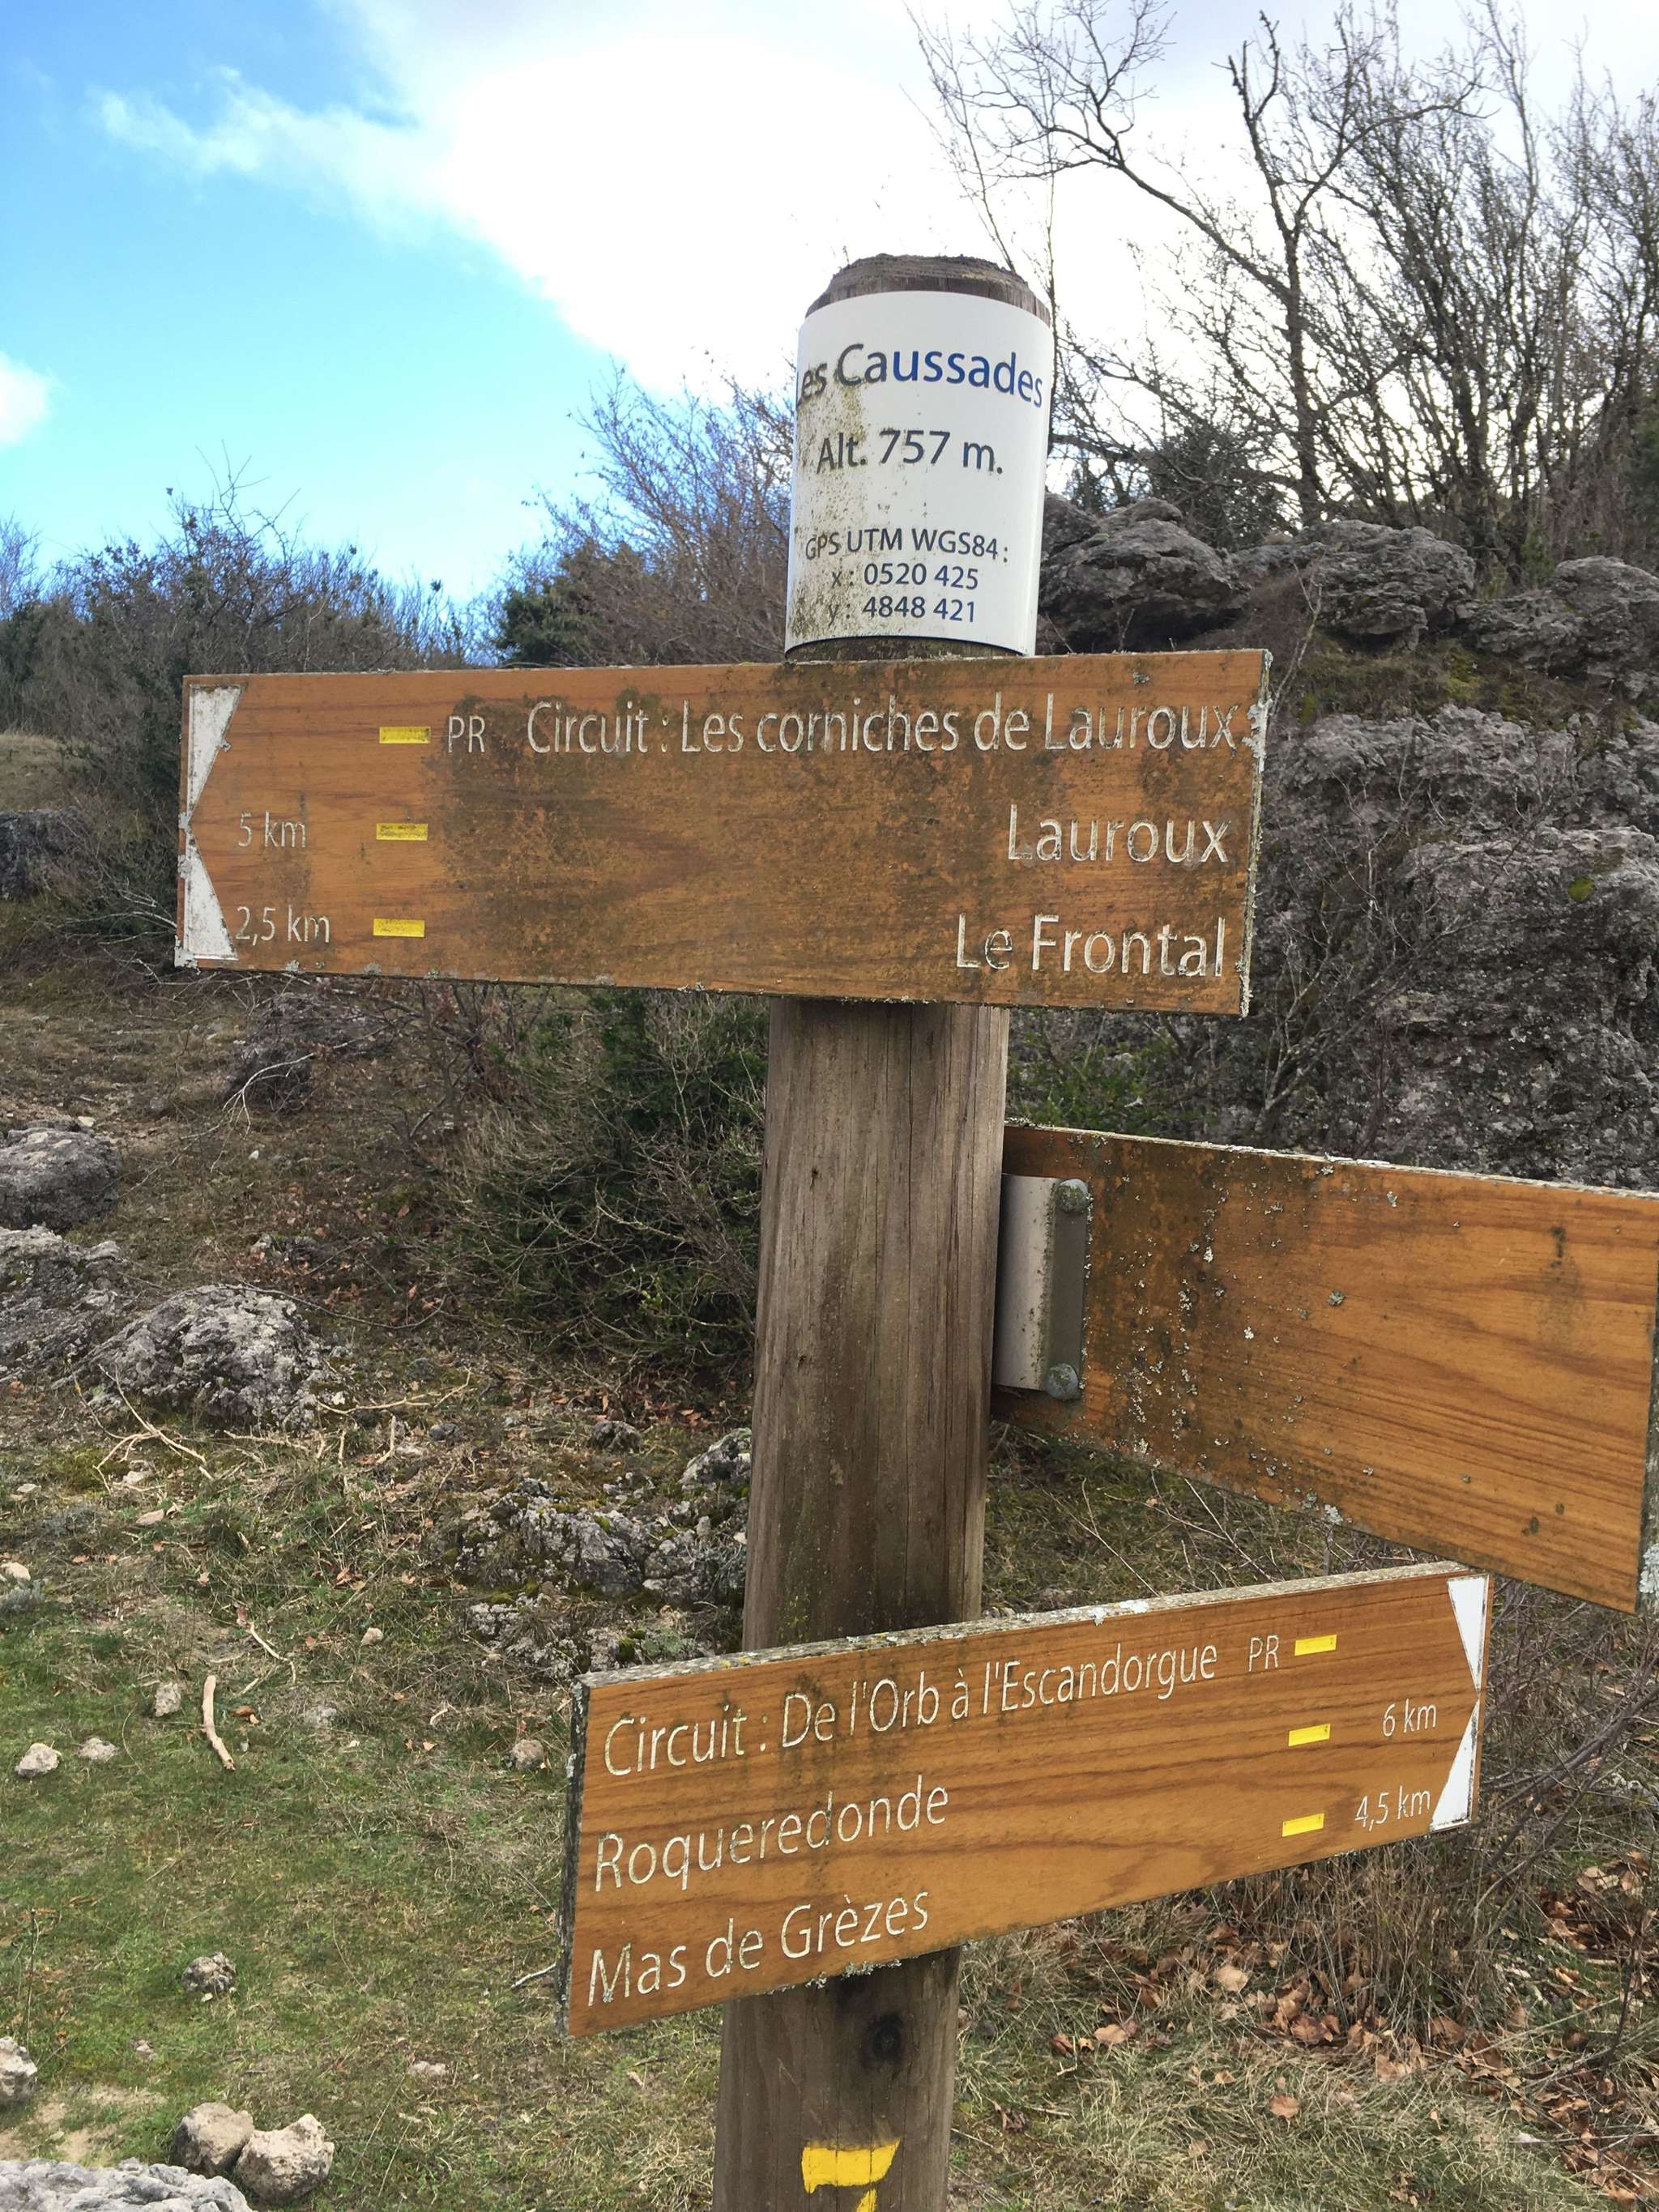 Les Caussades
Alt. 757 m.
GPS UTM WGS84 :
x : 0520 425
y : 4848 421
PR Circuit : Les corniches de Lauroux
5 km Lauroux
2,5 km Le Frontal
Circuit : De l'Orb à l'Escandorgue PR
Roqueredonde 6 km
Mas de Grèzes 4,5 km